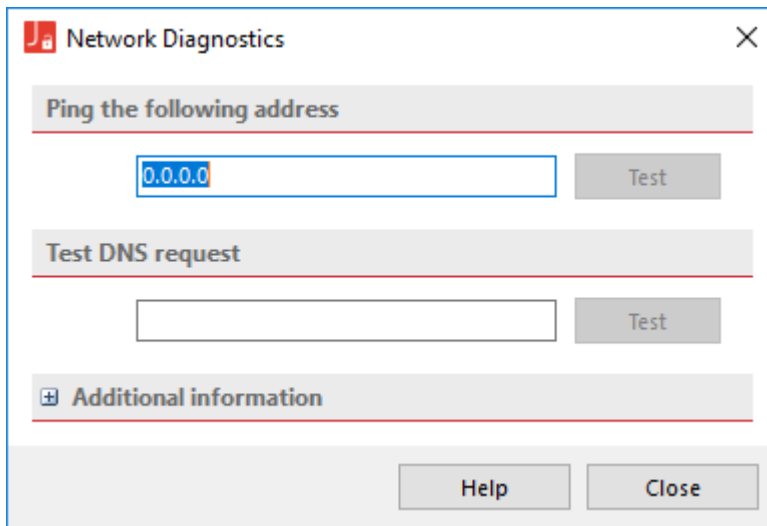 Ja Network Diagnostics
Ping the following address
0.0.0.0 Test
Test DNS request
Test
Additional information
Help Close